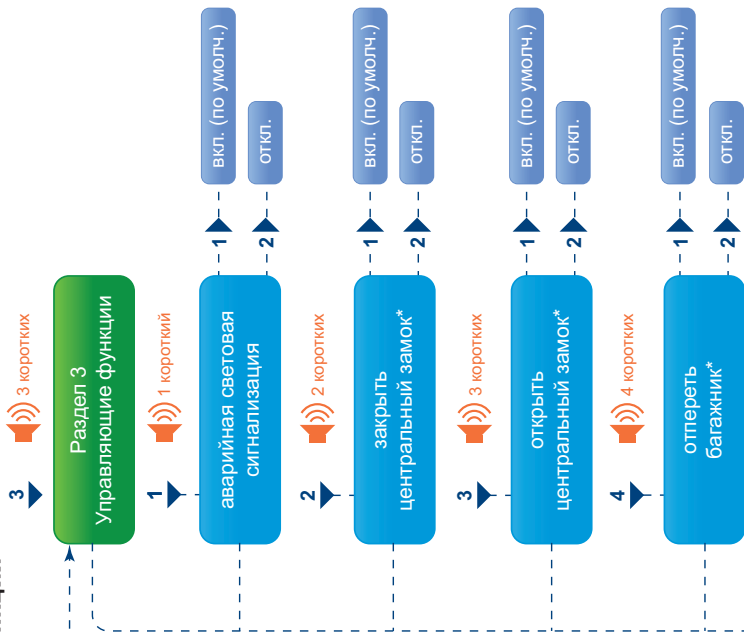 3
3 коротких
Раздел 3
Управляющие функции
1
1 короткий
аварийная световая
сигнализация
1
вкл. (по умолч.)
2
откл.
2
2 коротких
закрыть
центральный замок*
1
вкл. (по умолч.)
2
откл.
3
3 коротких
открыть
центральный замок*
1
вкл. (по умолч.)
2
откл.
4
4 коротких
отпереть
багажник*
1
вкл. (по умолч.)
2
откл.